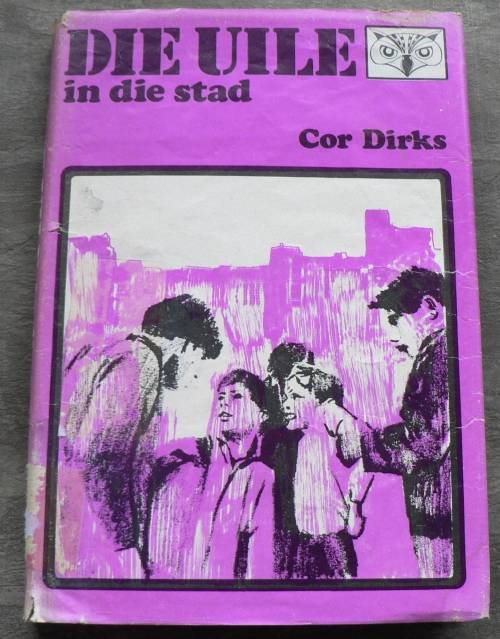 DIE UILE
in die stad
Cor Dirks